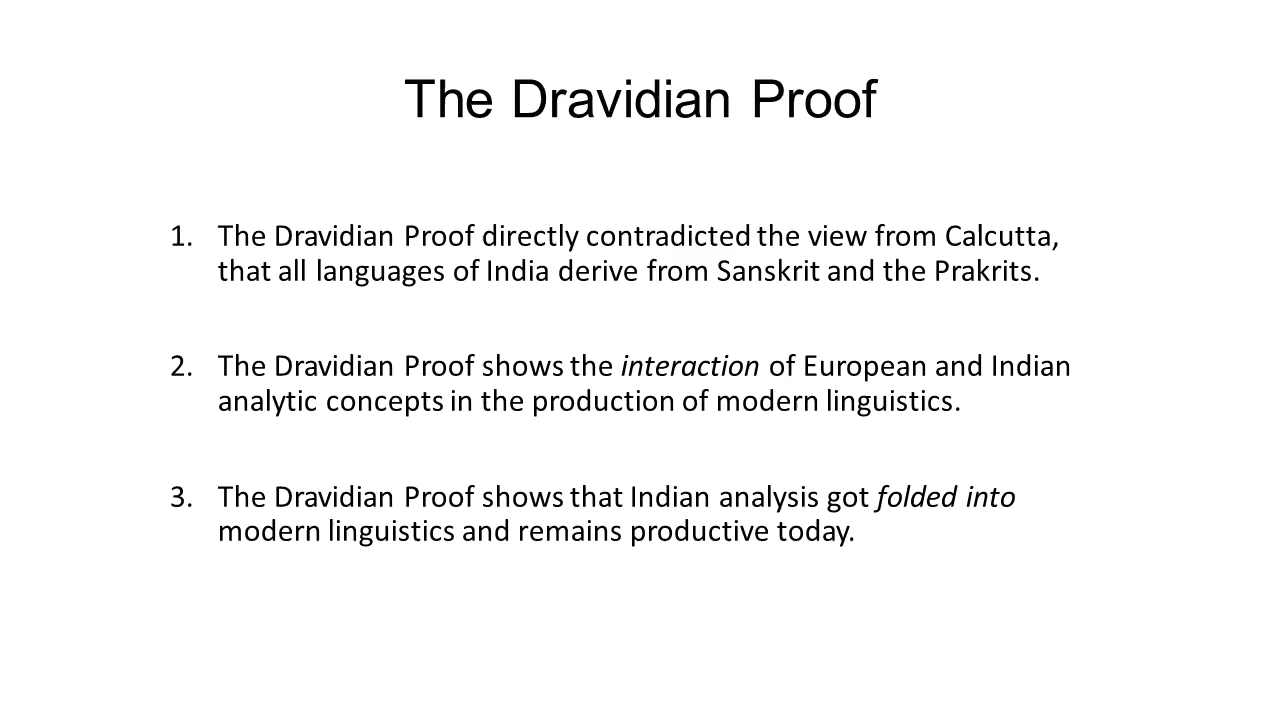 The Dravidian Proof
1. The Dravidian Proof directly contradicted the view from Calcutta,
that all languages of India derive from Sanskrit and the Prakrits.
2. The Dravidian Proof shows the interaction of European and Indian
analytic concepts in the production of modern linguistics.
3. The Dravidian Proof shows that Indian analysis got folded into
modern linguistics and remains productive today.